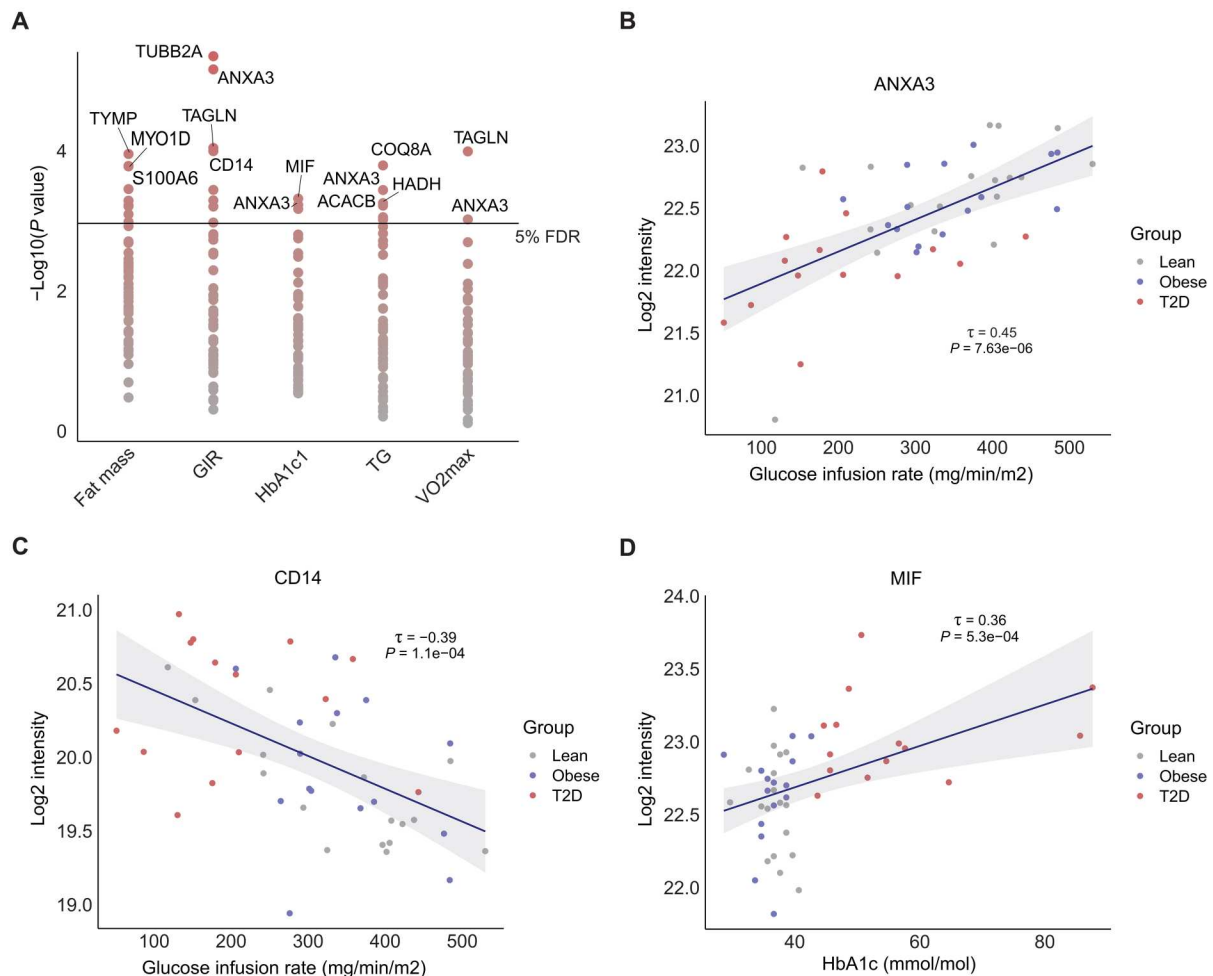 A
TUBB2A
ANXA3
TYMP
MYO1D
S100A6
TAGLN
CD14
MIF
ANXA3
COQ8A
ANXA3
HADH
ACACB
TAGLN
ANXA3
5% FDR
−Log10(P value)
4
2
0
Fat mass
GIR
HbA1c1
TG
VO2max
B
ANXA3
Log2 intensity
23.0
22.5
22.0
21.5
21.0
τ = 0.45
P = 7.63e−06
100 200 300 400 500
Glucose infusion rate (mg/min/m2)
Group
Lean
Obese
T2D
C
CD14
Log2 intensity
21.0
20.5
20.0
19.5
19.0
τ = −0.39
P = 1.1e−04
100 200 300 400 500
Glucose infusion rate (mg/min/m2)
Group
Lean
Obese
T2D
D
MIF
Log2 intensity
24.0
23.5
23.0
22.5
22.0
τ = 0.36
P = 5.3e−04
40 60 80
HbA1c (mmol/mol)
Group
Lean
Obese
T2D